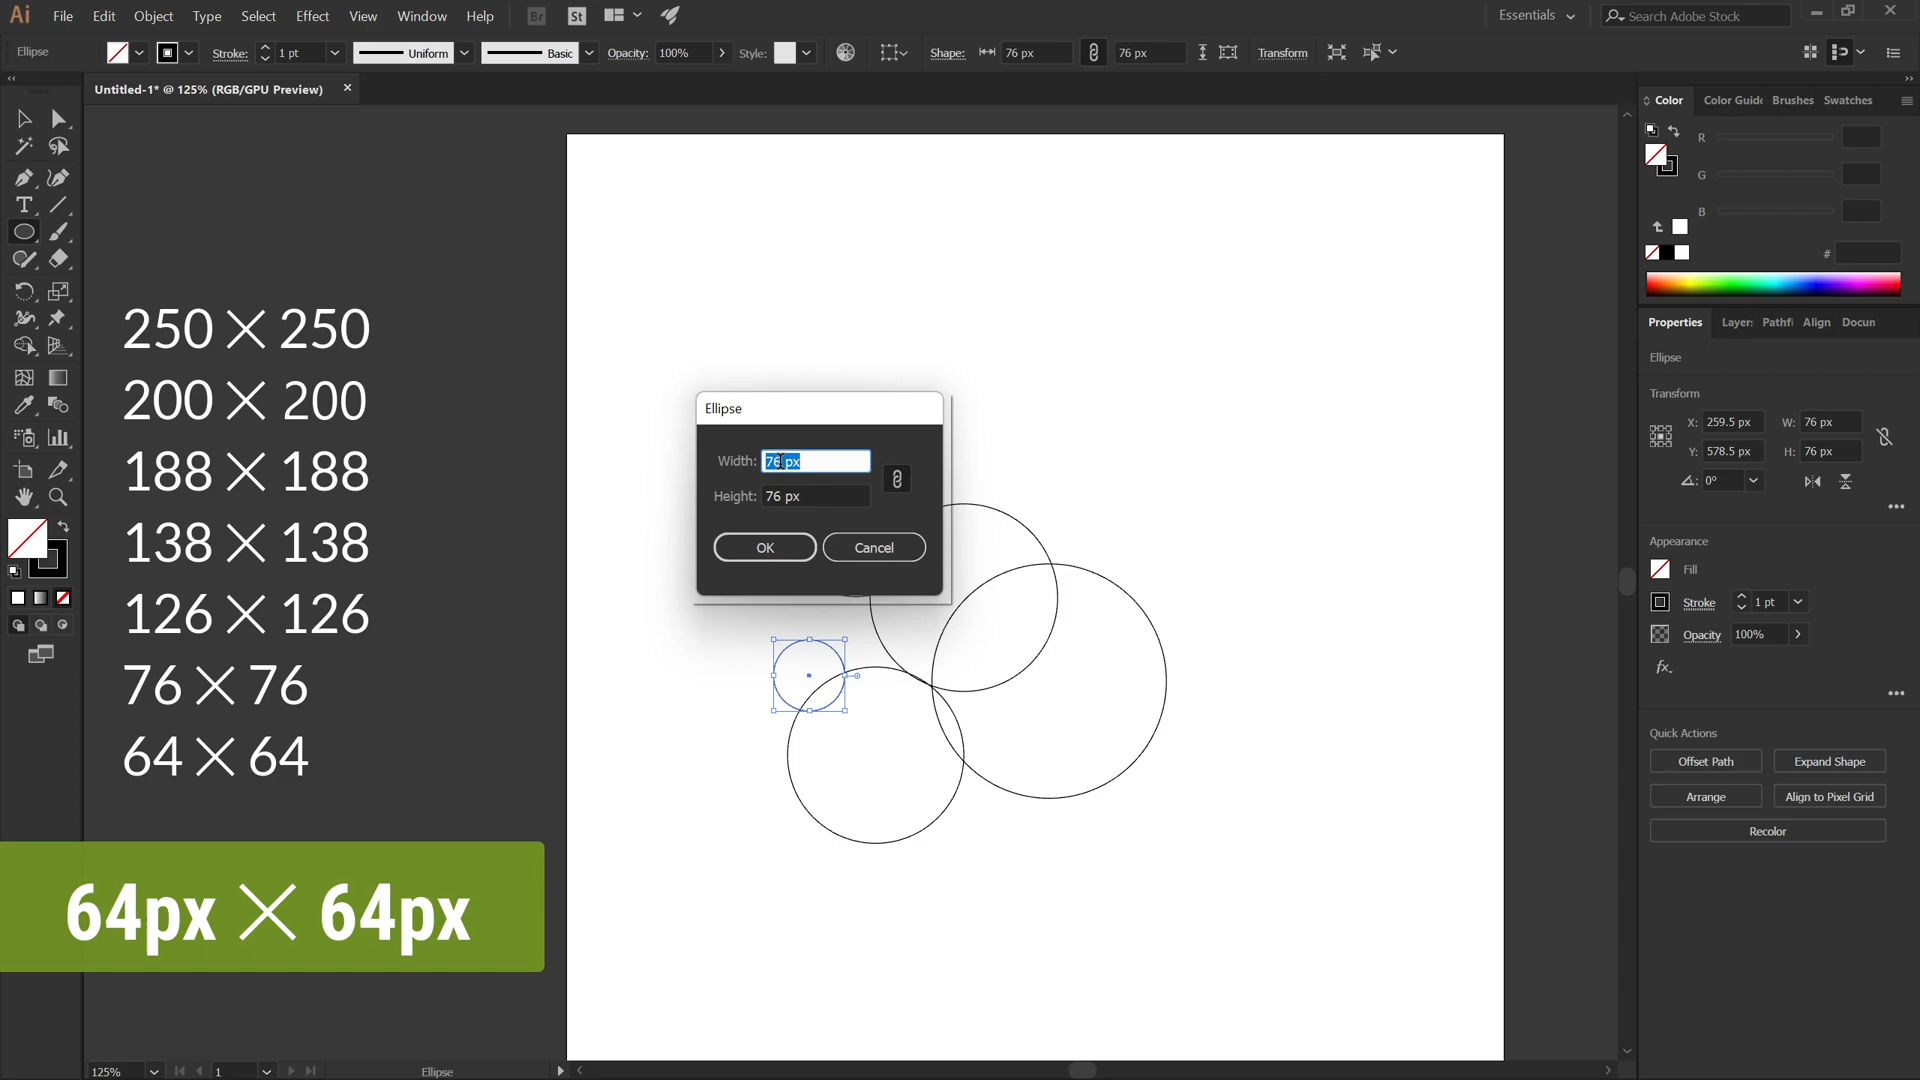 Ai File Edit Object Type Select Effect View Window Help Br St Essentials Search Adobe Stock
Ellipse Stroke: 1 pt Uniform Basic Opacity: 100% Style: Shape: 76 px 76 px Transform
Untitled-1* @ 125% (RGB/GPU Preview)
Color Color Guide Brushes Swatches
R
G
B
#
250 × 250
200 × 200
188 × 188
138 × 138
126 × 126
76 × 76
64 × 64
64px × 64px
Ellipse
Width: 76 px
Height: 76 px
OK Cancel
Properties Layer: Pathfi Align Docun
Ellipse
Transform
X: 259.5 px W: 76 px
Y: 578.5 px H: 76 px
0°
Appearance
Fill
Stroke 1 pt
Opacity 100%
fx.
Quick Actions
Offset Path Expand Shape
Arrange Align to Pixel Grid
Recolor
125% 1 Ellipse